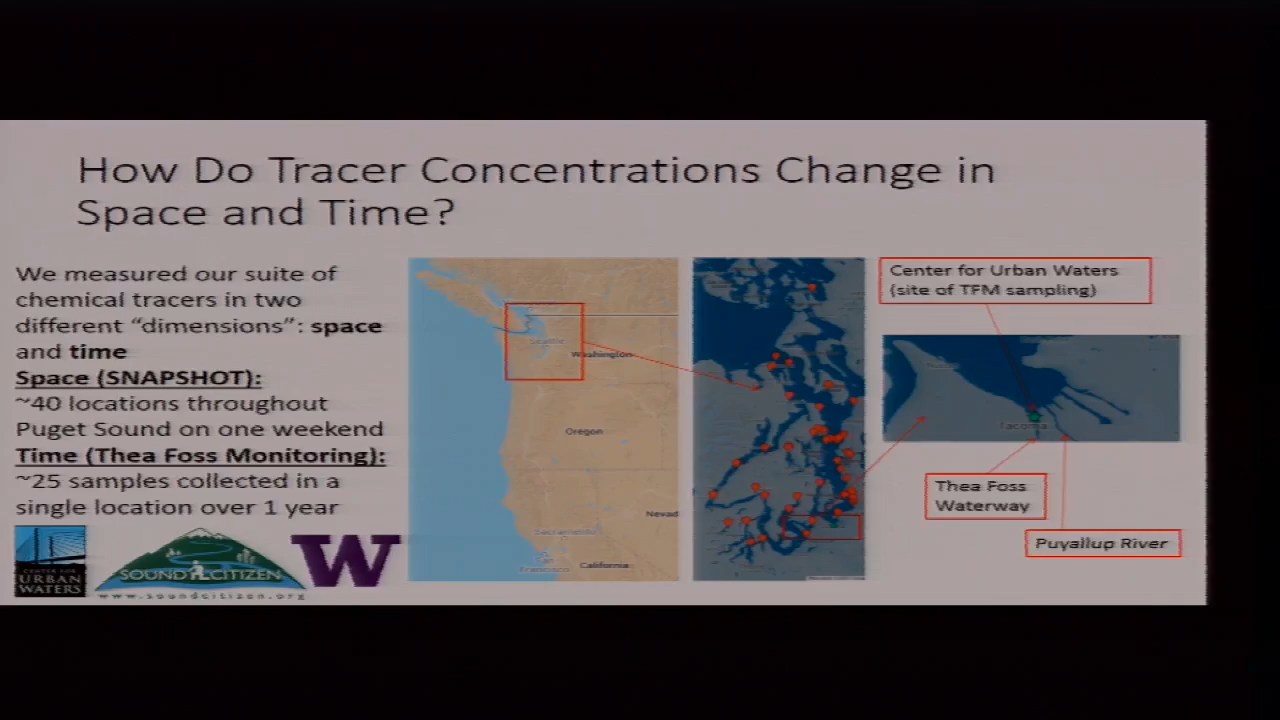 How Do Tracer Concentrations Change in
Space and Time?
We measured our suite of
chemical tracers in two
different “dimensions”: space
and time
Space (SNAPSHOT):
~40 locations throughout
Puget Sound on one weekend
Time (Thea Foss Monitoring):
~25 samples collected in a
single location over 1 year
CENTER FOR
URBAN
WATERS
SOUND CITIZEN
www.soundcitizen.org
W
Seattle
Washington
Oregon
Nevad
Sacramento
San
Francisco
California
Center for Urban Waters
(site of TFM sampling)
Tacoma
Thea Foss
Waterway
Puyallup River